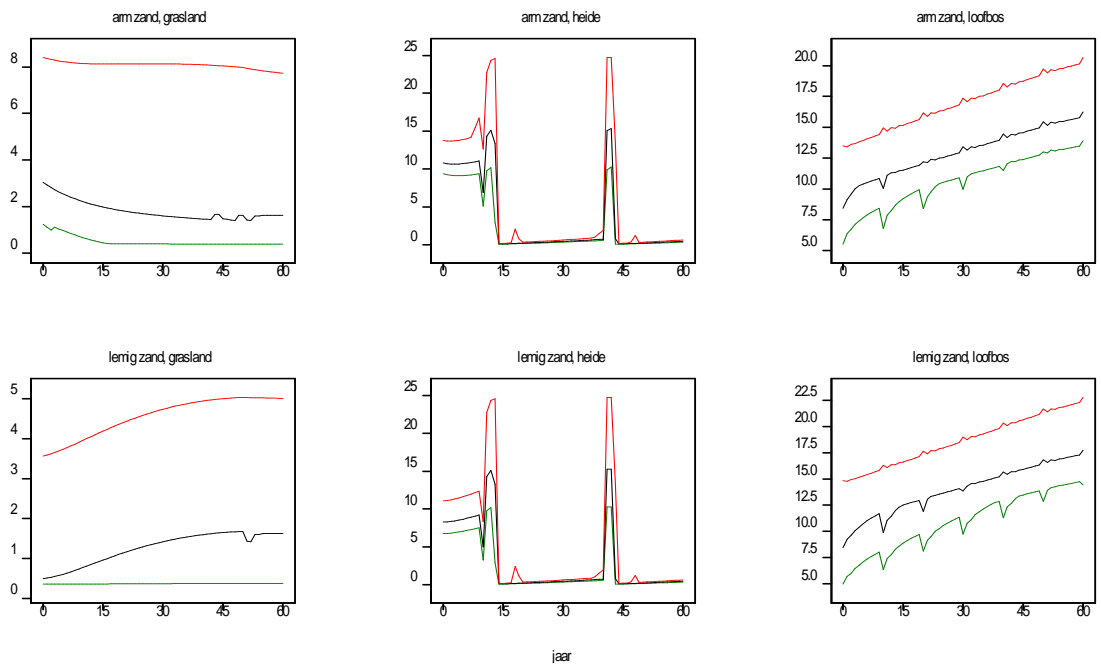 arm zand, grasland
arm zand, heide
arm zand, loofbos
8
6
4
2
0
0 15 30 45 60
25
20
15
10
5
0
0 15 30 45 60
20.0
17.5
15.0
12.5
10.0
7.5
5.0
0 15 30 45 60
lemig zand, grasland
lemig zand, heide
lemig zand, loofbos
5
4
3
2
1
0
0 15 30 45 60
25
20
15
10
5
0
0 15 30 45 60
22.5
20.0
17.5
15.0
12.5
10.0
7.5
5.0
0 15 30 45 60
jaar